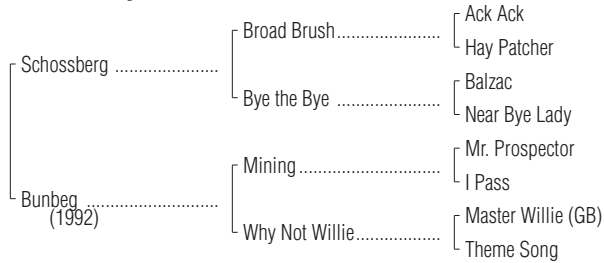 Ack Ack
Broad Brush..................
Hay Patcher
Schossberg ......................
Balzac
Bye the Bye ......................
Near Bye Lady
Mr. Prospector
Mining..............................
I Pass
Bunbeg ............................
(1992)
Master Willie (GB)
Why Not Willie..................
Theme Song